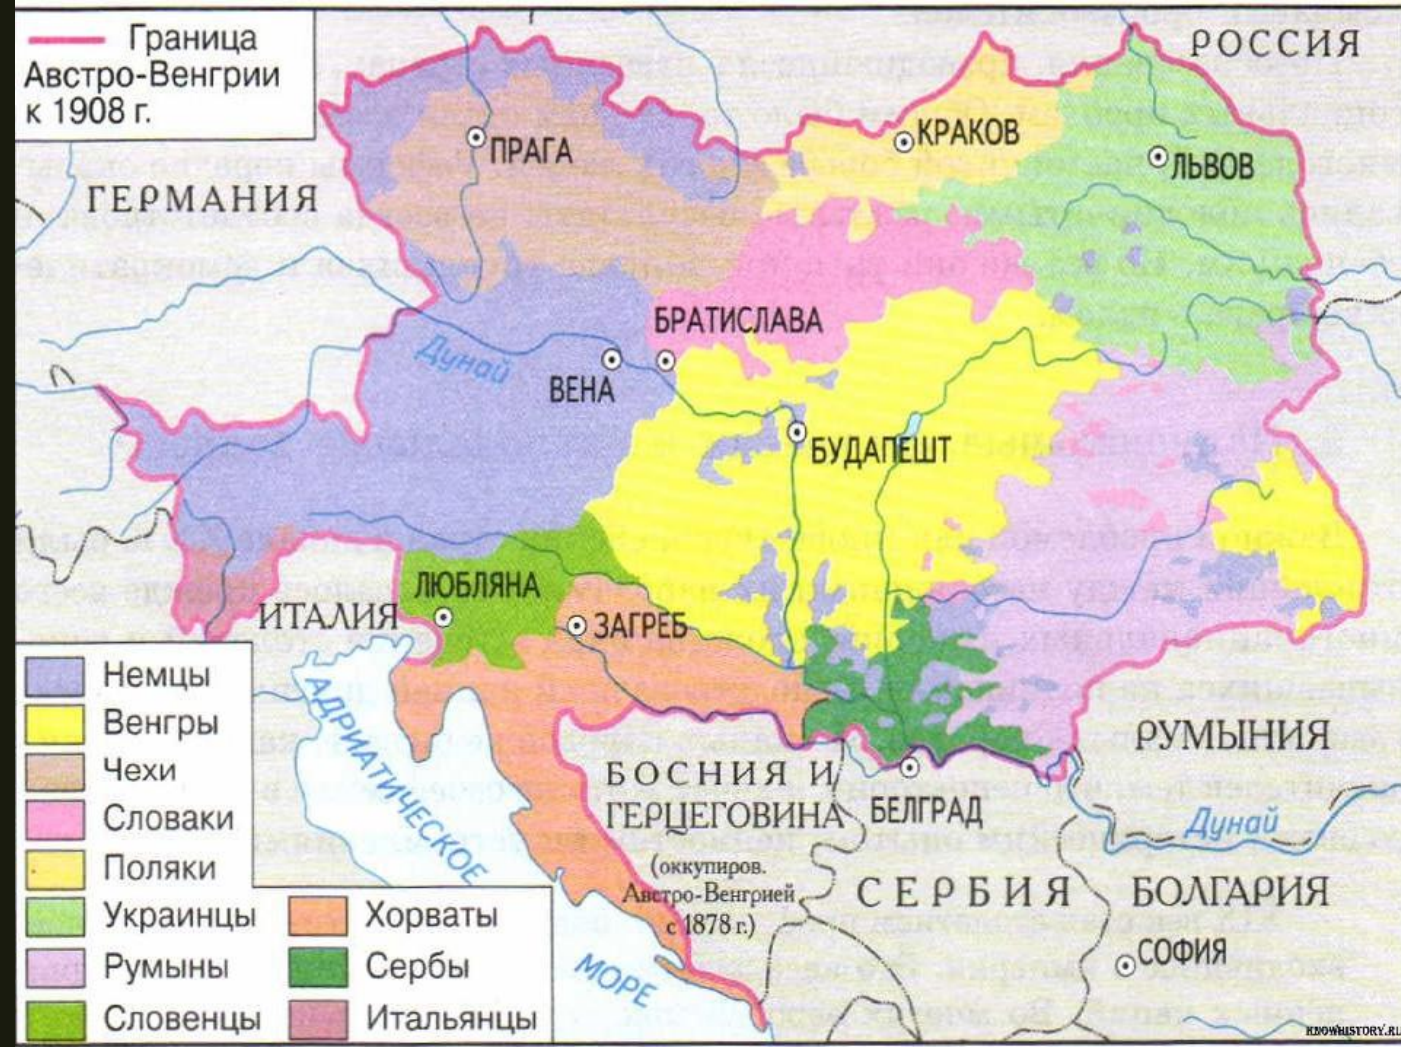 Граница
Австро-Венгрии
к 1908 г.
РОССИЯ
КРАКОВ
ПРАГА
ЛЬВОВ
ГЕРМАНИЯ
БРАТИСЛАВА
Дунай
ВЕНА
БУДАПЕШТ
ЛЮБЛЯНА
ИТАЛИЯ
ЗАГРЕБ
АДРИАТИЧЕСКОЕ
МОРЕ
РУМЫНИЯ
БОСНИЯ И
ГЕРЦЕГОВИНА
(оккупиров.
Австро-Венгрией
с 1878 г.)
БЕЛГРАД
Дунай
СЕРБИЯ
БОЛГАРИЯ
СОФИЯ
Немцы
Венгры
Чехи
Словаки
Поляки
Украинцы
Румыны
Словенцы
Хорваты
Сербы
Итальянцы
KNOWHISTORY.RU